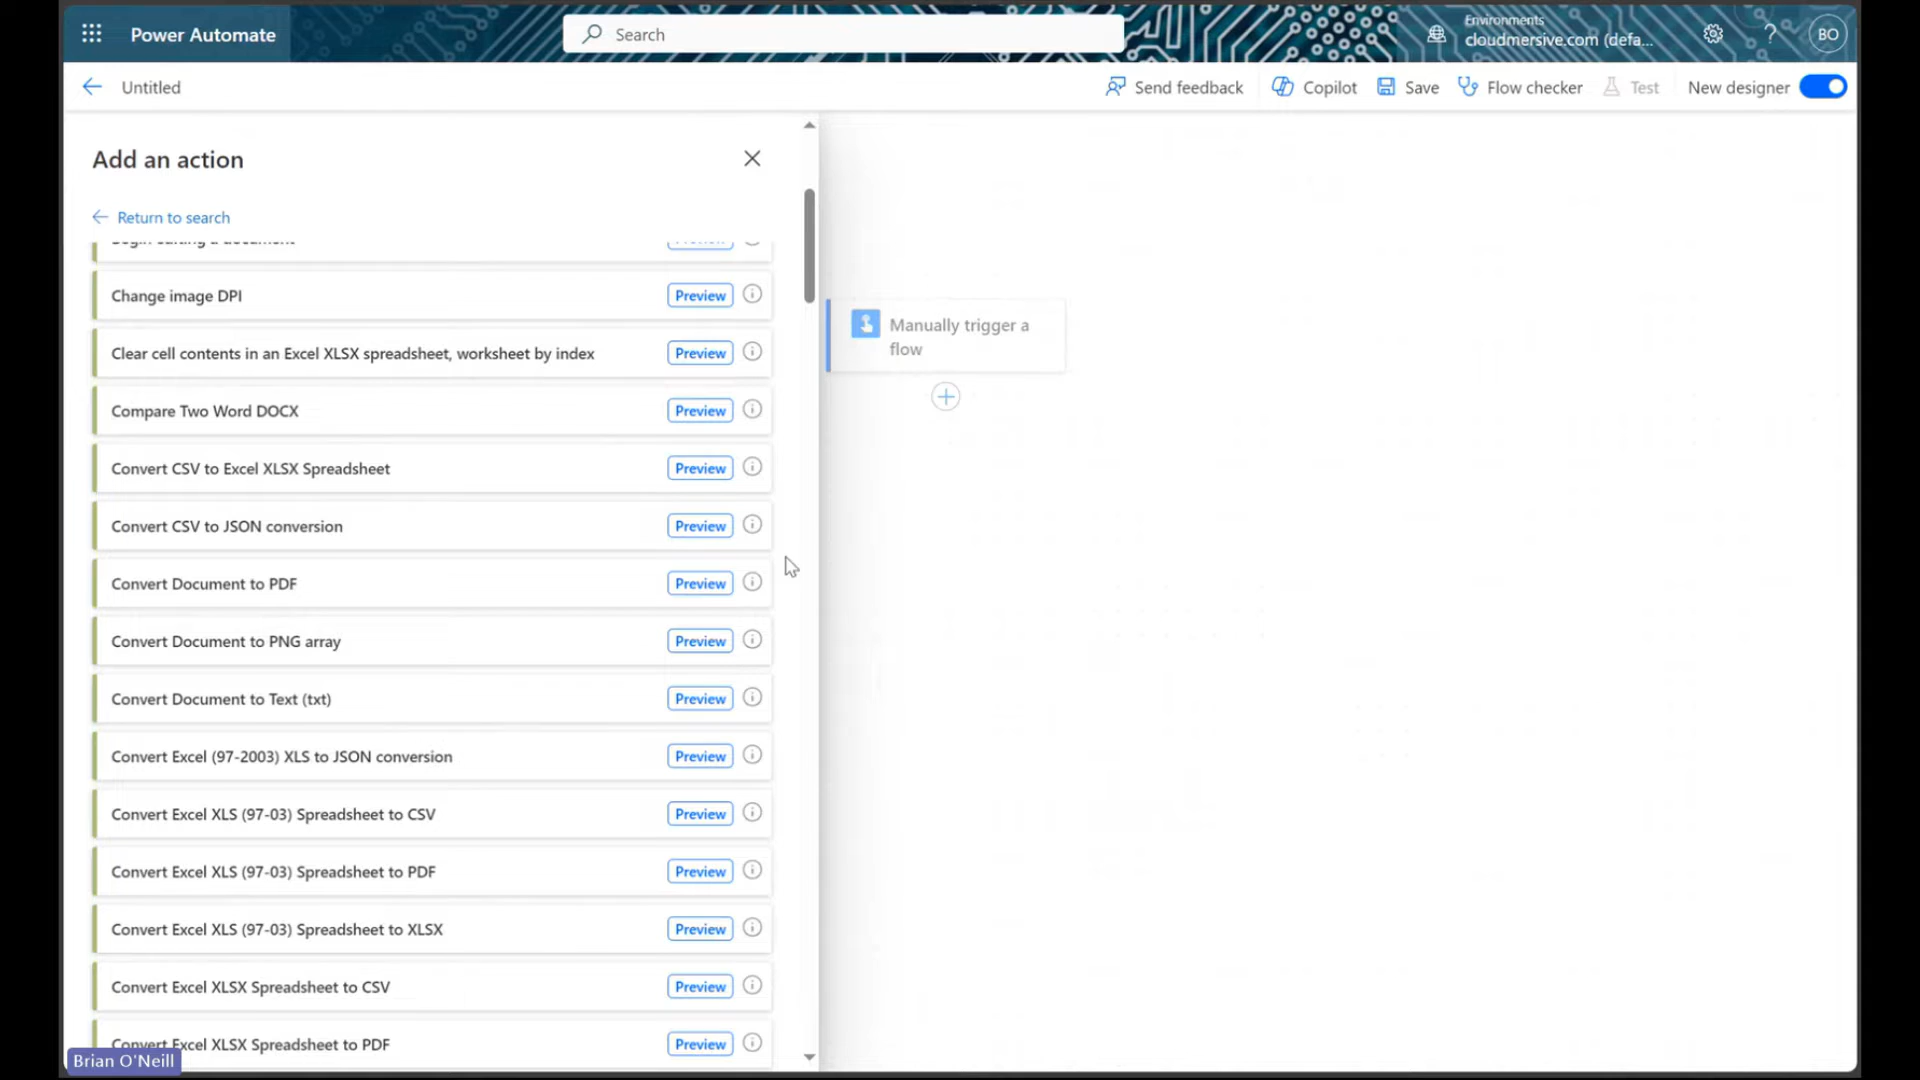 Power Automate
Search
Environments
cloudmersive.com (defa...
BO
Untitled
Send feedback
Copilot
Save
Flow checker
Test
New designer
Add an action
Return to search
Begin editing a document Preview
Change image DPI Preview
Clear cell contents in an Excel XLSX spreadsheet, worksheet by index Preview
Compare Two Word DOCX Preview
Convert CSV to Excel XLSX Spreadsheet Preview
Convert CSV to JSON conversion Preview
Convert Document to PDF Preview
Convert Document to PNG array Preview
Convert Document to Text (txt) Preview
Convert Excel (97-2003) XLS to JSON conversion Preview
Convert Excel XLS (97-03) Spreadsheet to CSV Preview
Convert Excel XLS (97-03) Spreadsheet to PDF Preview
Convert Excel XLS (97-03) Spreadsheet to XLSX Preview
Convert Excel XLSX Spreadsheet to CSV Preview
Convert Excel XLSX Spreadsheet to PDF Preview
Manually trigger a
flow
Brian O'Neill